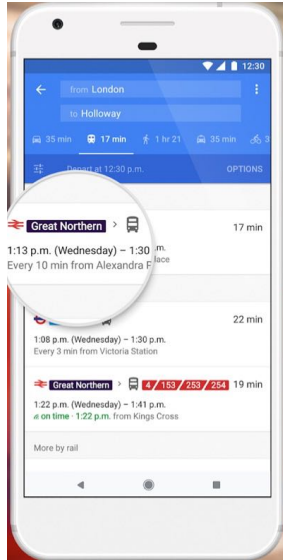 12:30
from London
to Holloway
35 min 17 min 1 hr 21 35 min 3
Depart at 12:30 p.m. OPTIONS
Great Northern > 17 min
1:13 p.m. (Wednesday) – 1:30 .m.
Every 10 min from Alexandra P lace
22 min
1:08 p.m. (Wednesday) – 1:30 p.m.
Every 3 min from Victoria Station
Great Northern > 4/153/253/254 19 min
1:22 p.m. (Wednesday) – 1:41 p.m.
on time · 1:22 p.m. from Kings Cross
More by rail